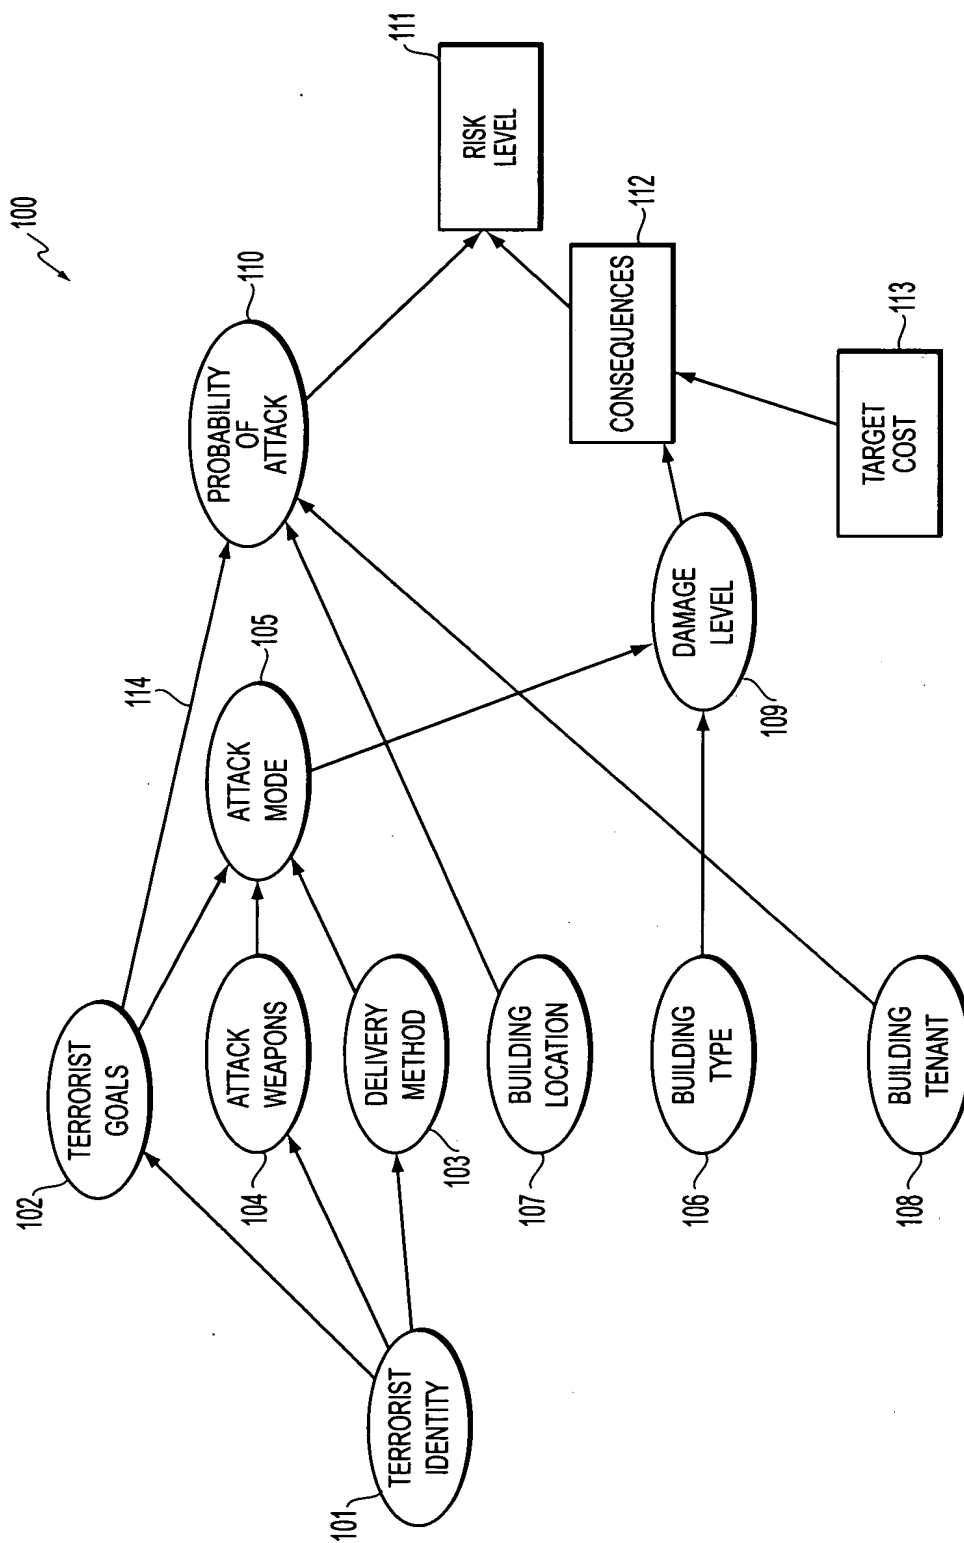 100
TERRORIST
GOALS
102
114
PROBABILITY
OF
ATTACK
110
ATTACK
WEAPONS
104
ATTACK
MODE
105
TERRORIST
IDENTITY
101
DELIVERY
METHOD
103
RISK
LEVEL
111
BUILDING
LOCATION
107
CONSEQUENCES
112
BUILDING
TYPE
106
DAMAGE
LEVEL
109
BUILDING
TENANT
108
TARGET
COST
113